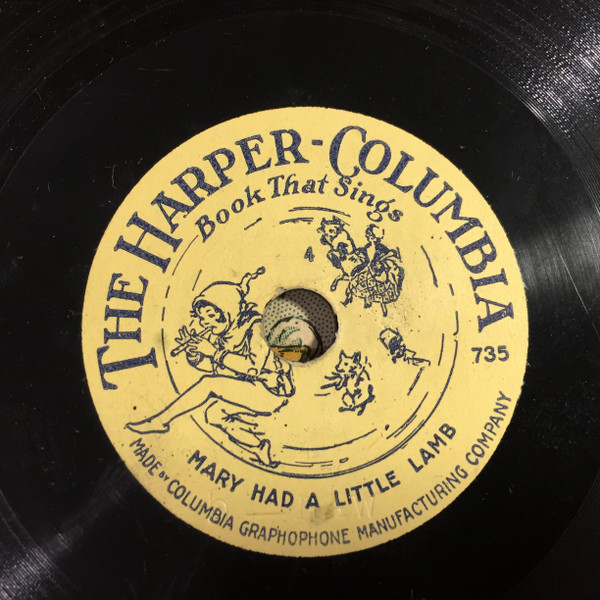 THE HARPER-COLUMBIA
Book That Sings
4
735
MARY HAD A LITTLE LAMB
MADE BY COLUMBIA GRAPHOPHONE MANUFACTURING COMPANY